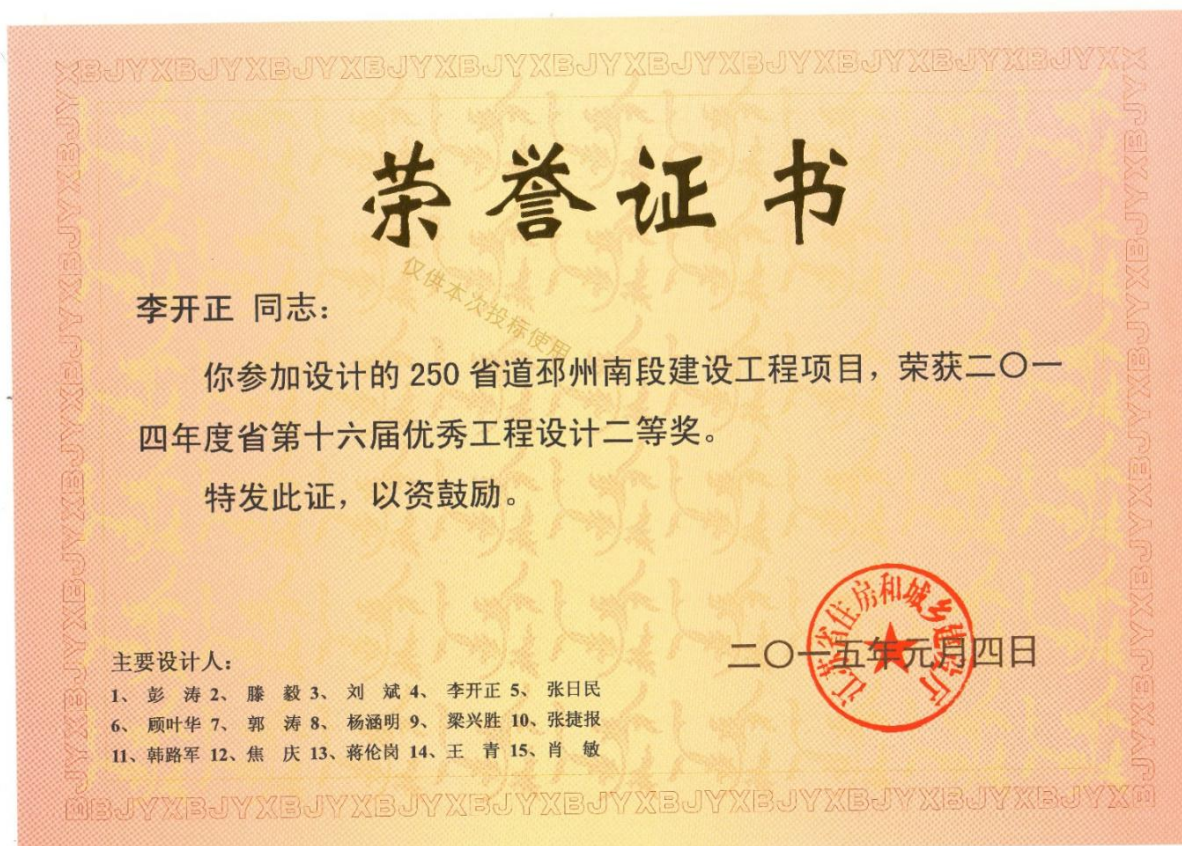 XBJYXBJYXBJYXBJYXBJYXBJYXBJYXBJYXBJYXBJYXX
荣誉证书
仅供本次投标使用
李开正 同志：
你参加设计的 250 省道邳州南段建设工程项目，荣获二〇一
四年度省第十六届优秀工程设计二等奖。
特发此证，以资鼓励。
江苏省住房和城乡建设厅
二〇一五年元月四日
主要设计人：
1、 彭 涛 2、 滕 毅 3、 刘 斌 4、 李开正 5、 张日民
6、 顾叶华 7、 郭 涛 8、 杨涵明 9、 梁兴胜 10、张捷报
11、韩路军 12、焦 庆 13、蒋伦岗 14、王 青 15、肖 敏